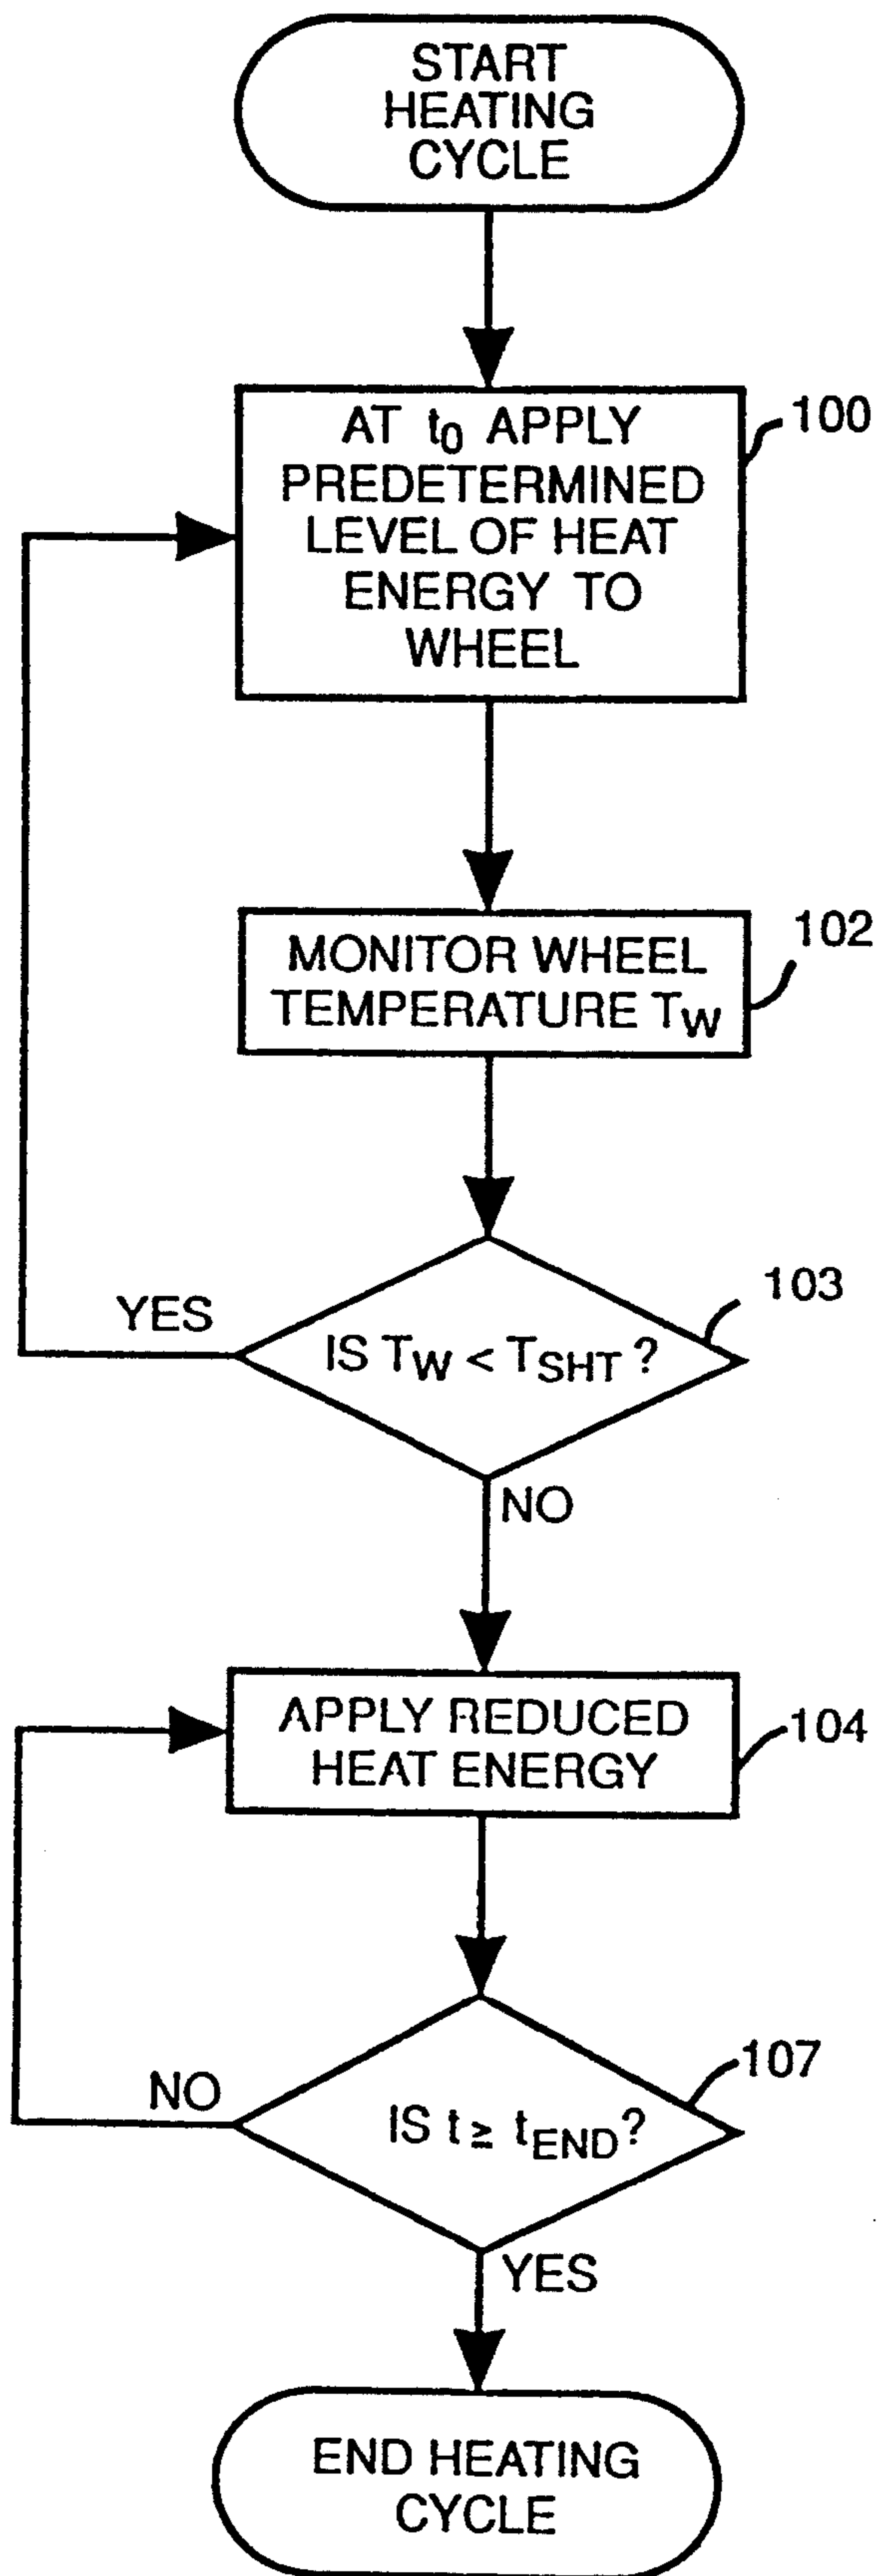 START
HEATING
CYCLE
AT t0 APPLY
PREDETERMINED
LEVEL OF HEAT
ENERGY TO
WHEEL
100
MONITOR WHEEL
TEMPERATURE TW
102
IS TW < TSHT ?
103
YES
NO
APPLY REDUCED
HEAT ENERGY
104
IS t ≥ tEND?
107
NO
YES
END HEATING
CYCLE